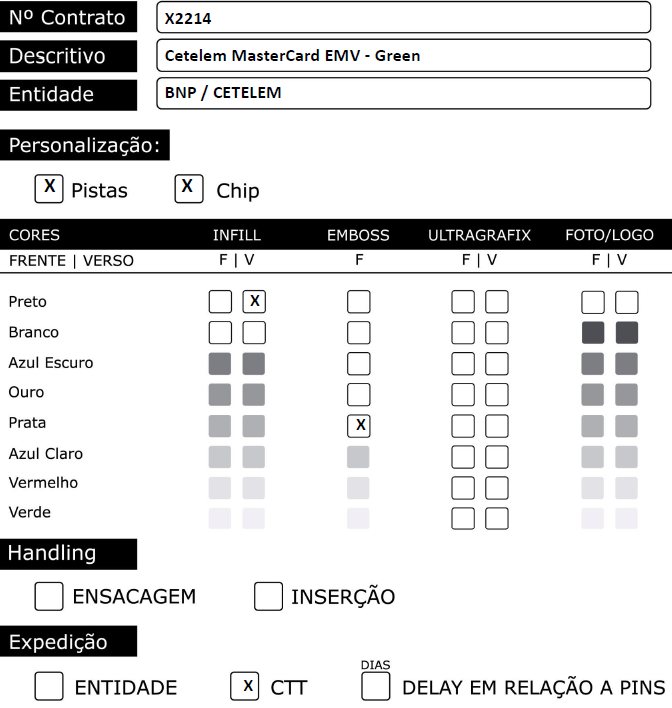 Nº Contrato X2214
Descritivo Cetelem MasterCard EMV - Green
Entidade BNP / CETELEM
Personalização:
X Pistas X Chip
CORES INFILL EMBOSS ULTRAGRAFIX FOTO/LOGO
FRENTE | VERSO F | V F F | V F | V
Preto X
Branco
Azul Escuro
Ouro
Prata X
Azul Claro
Vermelho
Verde
Handling
ENSACAGEM INSERÇÃO
Expedição
DIAS
ENTIDADE X CTT DELAY EM RELAÇÃO A PINS